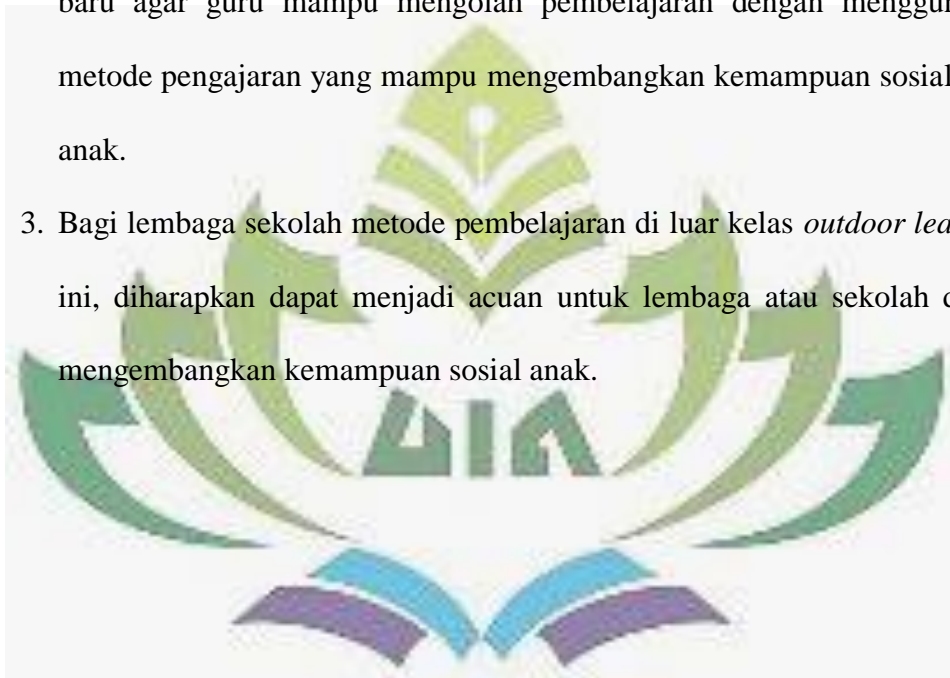 baru agar guru mampu mengolah pembelajaran dengan
metode pengajaran yang mampu mengembangkan kemampuan sosial
anak.
3. Bagi lembaga sekolah metode pembelajaran di luar kelas outdoor
ini, diharapkan dapat menjadi acuan untuk lembaga atau sekolah
mengembangkan kemampuan sosial anak.
UIN